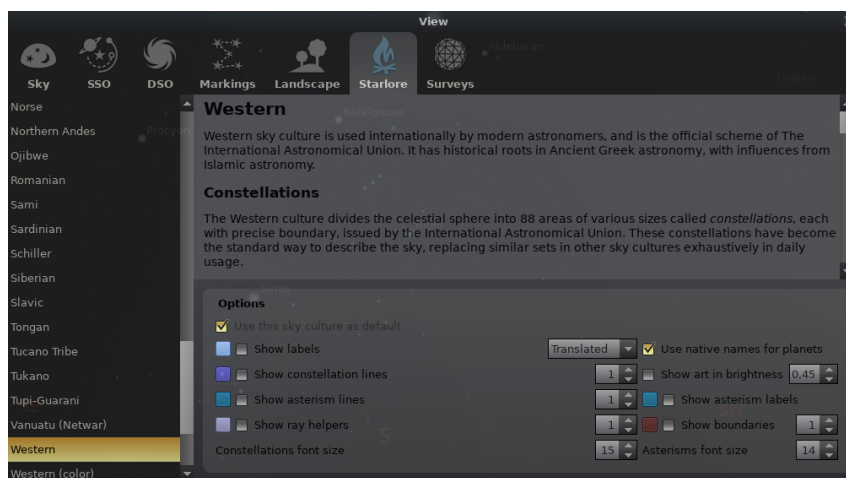 View
Sky
SSO
DSO
Markings
Landscape
Starlore
Surveys
Aldebaran
Uranus
Norse
Northern Andes
Ojibwe
Romanian
Sami
Sardinian
Schiller
Siberian
Slavic
Tongan
Tucano Tribe
Tukano
Tupi-Guarani
Vanuatu (Netwar)
Western
Western (color)
Procyon
Betelgeuse
Western
Western sky culture is used internationally by modern astronomers, and is the official scheme of The
International Astronomical Union. It has historical roots in Ancient Greek astronomy, with influences from
Islamic astronomy.
Constellations
The Western culture divides the celestial sphere into 88 areas of various sizes called constellations, each
with precise boundary, issued by the International Astronomical Union. These constellations have become
the standard way to describe the sky, replacing similar sets in other sky cultures exhaustively in daily
usage.
Sirius
Options
Use this sky culture as default
Show labels Translated Use native names for planets
Show constellation lines 1 Show art in brightness 0,45
Show asterism lines 1 Show asterism labels
SE
SW
Show ray helpers 1 Show boundaries 1
S
Constellations font size 15 Asterisms font size 14